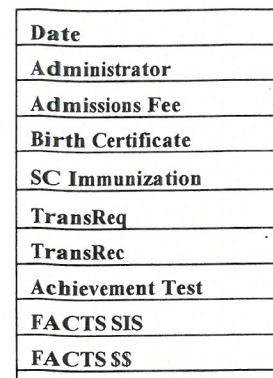 Date
Administrator
Admissions Fee
Birth Certificate
SC Immunization
TransReq
TransRec
Achievement Test
FACTS SIS
FACTS $$